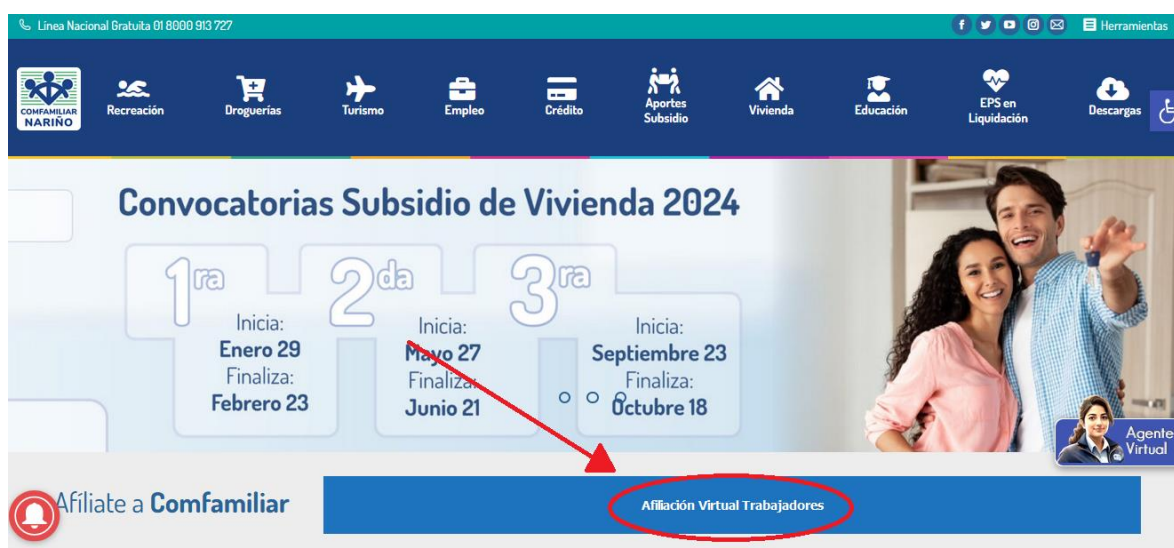 Línea Nacional Gratuita 01 8000 913 727
Herramientas
COMFAMILIAR
NARIÑO
Recreación
Droguerías
Turismo
Empleo
Crédito
Aportes
Subsidio
Vivienda
Educación
EPS en
Liquidación
Descargas
Convocatorias Subsidio de Vivienda 2024
1ra
Inicia:
Enero 29
Finaliza:
Febrero 23
2da
Inicia:
Mayo 27
Finaliza:
Junio 21
3ra
Inicia:
Septiembre 23
Finaliza:
Octubre 18
Agente
Virtual
Afíliate a Comfamiliar
Afiliación Virtual Trabajadores